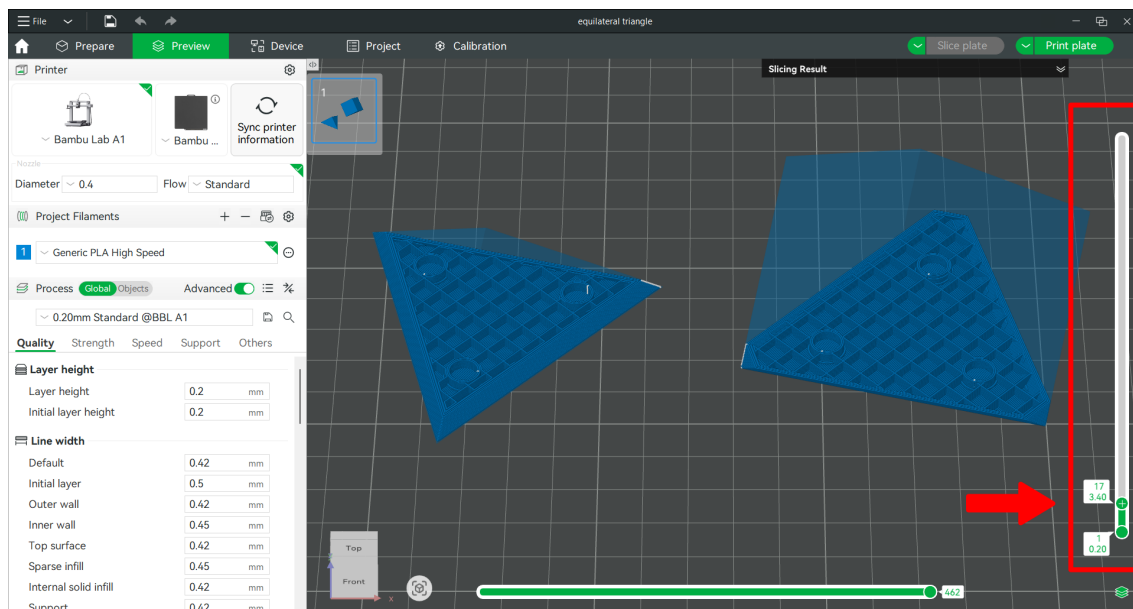 File
equilateral triangle
Prepare
Preview
Device
Project
Calibration
Slice plate
Print plate
Printer
Bambu Lab A1
Bambu ...
Sync printer
information
Nozzle
Diameter
0.4
Flow
Standard
Project Filaments
1
Generic PLA High Speed
Process
Global
Objects
Advanced
0.20mm Standard @BBL A1
Quality
Strength
Speed
Support
Others
Layer height
Layer height
0.2
mm
Initial layer height
0.2
mm
Line width
Default
0.42
mm
Initial layer
0.5
mm
Outer wall
0.42
mm
Inner wall
0.45
mm
Top surface
0.42
mm
Sparse infill
0.45
mm
Internal solid infill
0.42
mm
Support
0.42
mm
1
Slicing Result
17
3.40
1
0.20
Top
Front
x
462